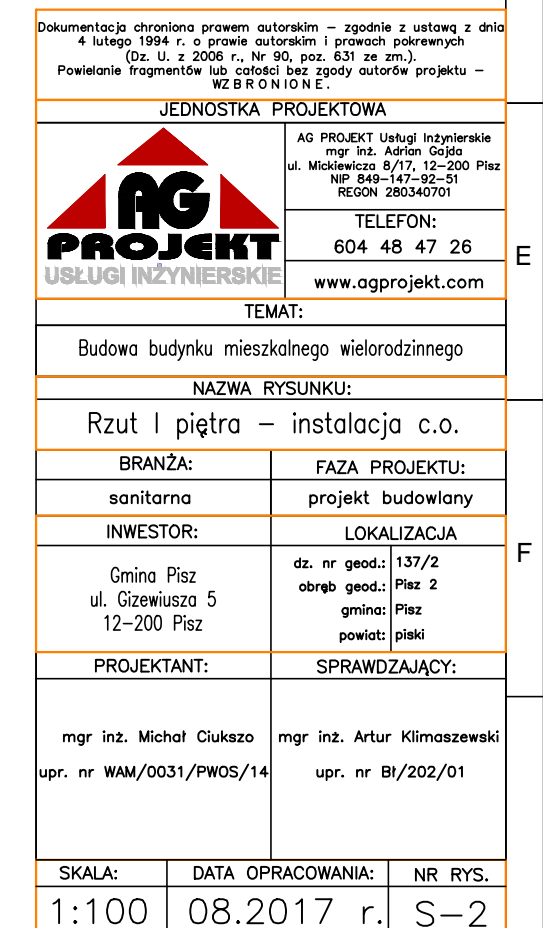 Dokumentacja chroniona prawem autorskim – zgodnie z ustawą z dnia
4 lutego 1994 r. o prawie autorskim i prawach pokrewnych
(Dz. U. z 2006 r., Nr 90, poz. 631 ze zm.).
Powielanie fragmentów lub całości bez zgody autorów projektu –
WZBRONIONE.
JEDNOSTKA PROJEKTOWA
AG
PROJEKT
USŁUGI INŻYNIERSKIE
AG PROJEKT Usługi Inżynierskie
mgr inż. Adrian Gajda
ul. Mickiewicza 8/17, 12–200 Pisz
NIP 849–147–92–51
REGON 280340701
TELEFON:
604 48 47 26
www.agprojekt.com
E
TEMAT:
Budowa budynku mieszkalnego wielorodzinnego
NAZWA RYSUNKU:
Rzut I piętra – instalacja c.o.
BRANŻA:
sanitarna
FAZA PROJEKTU:
projekt budowlany
INWESTOR:
Gmina Pisz
ul. Gizewiusza 5
12–200 Pisz
LOKALIZACJA
dz. nr geod.: 137/2
obręb geod.: Pisz 2
gmina: Pisz
powiat: piski
F
PROJEKTANT:
mgr inż. Michał Ciukszo
upr. nr WAM/0031/PWOS/14
SPRAWDZAJĄCY:
mgr inż. Artur Klimaszewski
upr. nr Bł/202/01
SKALA:
1:100
DATA OPRACOWANIA:
08.2017 r.
NR RYS.
S–2